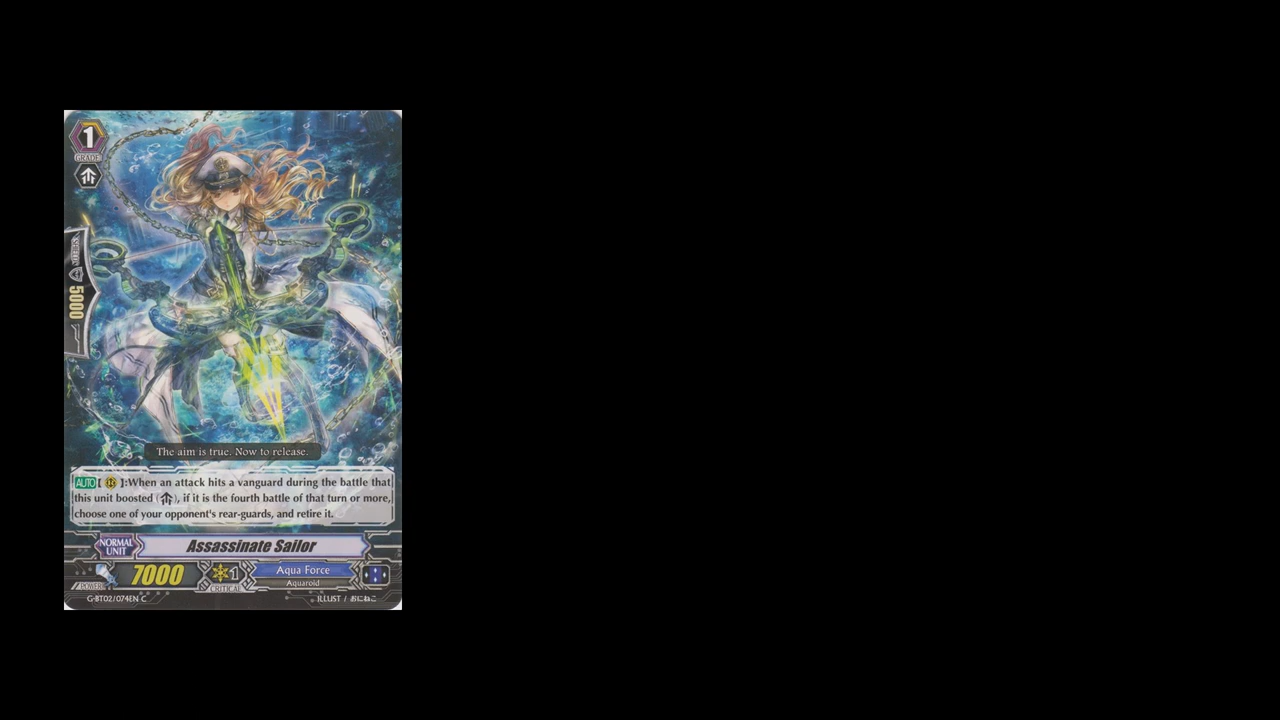 1
GRADE
SHIELD
5000
The aim is true. Now to release.
AUTO [ ]:When an attack hits a vanguard during the battle that
this unit boosted ( ), if it is the fourth battle of that turn or more,
choose one of your opponent's rear-guards, and retire it.
NORMAL
UNIT
Assassinate Sailor
POWER
7000
1
CRITICAL
Aqua Force
Aquaroid
G-BT02/074EN C
ILLUST / おにねこ